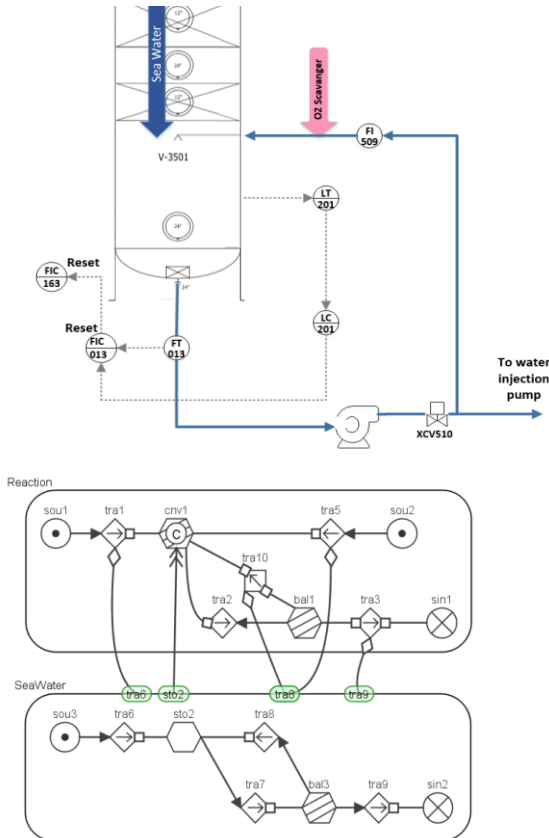 12"
Sea Water
24"
12"
O2 Scavanger
FI
509
V-3501
LT
201
24"
Reset
FIC
163
24"
LC
201
Reset
FIC
013
FT
013
To water
injection
pump
XCV510
Reaction
sou1
tra1
cnv1
tra5
sou2
C
tra10
tra2
bal1
tra3
sin1
tra6
sto2
tra8
tra9
SeaWater
sou3
tra6
sto2
tra8
tra7
bal3
tra9
sin2